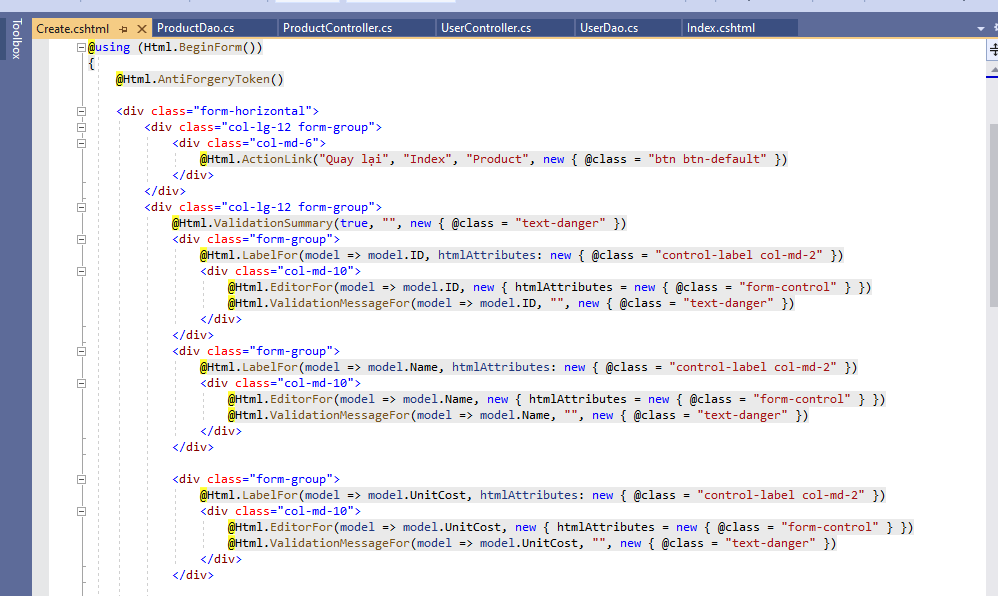 Toolbox
Create.cshtml ProductDao.cs ProductController.cs UserController.cs UserDao.cs Index.cshtml
@using (Html.BeginForm())
{
@Html.AntiForgeryToken()
<div class="form-horizontal">
<div class="col-lg-12 form-group">
<div class="col-md-6">
@Html.ActionLink("Quay lại", "Index", "Product", new { @class = "btn btn-default" })
</div>
</div>
<div class="col-lg-12 form-group">
@Html.ValidationSummary(true, "", new { @class = "text-danger" })
<div class="form-group">
@Html.LabelFor(model => model.ID, htmlAttributes: new { @class = "control-label col-md-2" })
<div class="col-md-10">
@Html.EditorFor(model => model.ID, new { htmlAttributes = new { @class = "form-control" } })
@Html.ValidationMessageFor(model => model.ID, "", new { @class = "text-danger" })
</div>
</div>
<div class="form-group">
@Html.LabelFor(model => model.Name, htmlAttributes: new { @class = "control-label col-md-2" })
<div class="col-md-10">
@Html.EditorFor(model => model.Name, new { htmlAttributes = new { @class = "form-control" } })
@Html.ValidationMessageFor(model => model.Name, "", new { @class = "text-danger" })
</div>
</div>
<div class="form-group">
@Html.LabelFor(model => model.UnitCost, htmlAttributes: new { @class = "control-label col-md-2" })
<div class="col-md-10">
@Html.EditorFor(model => model.UnitCost, new { htmlAttributes = new { @class = "form-control" } })
@Html.ValidationMessageFor(model => model.UnitCost, "", new { @class = "text-danger" })
</div>
</div>